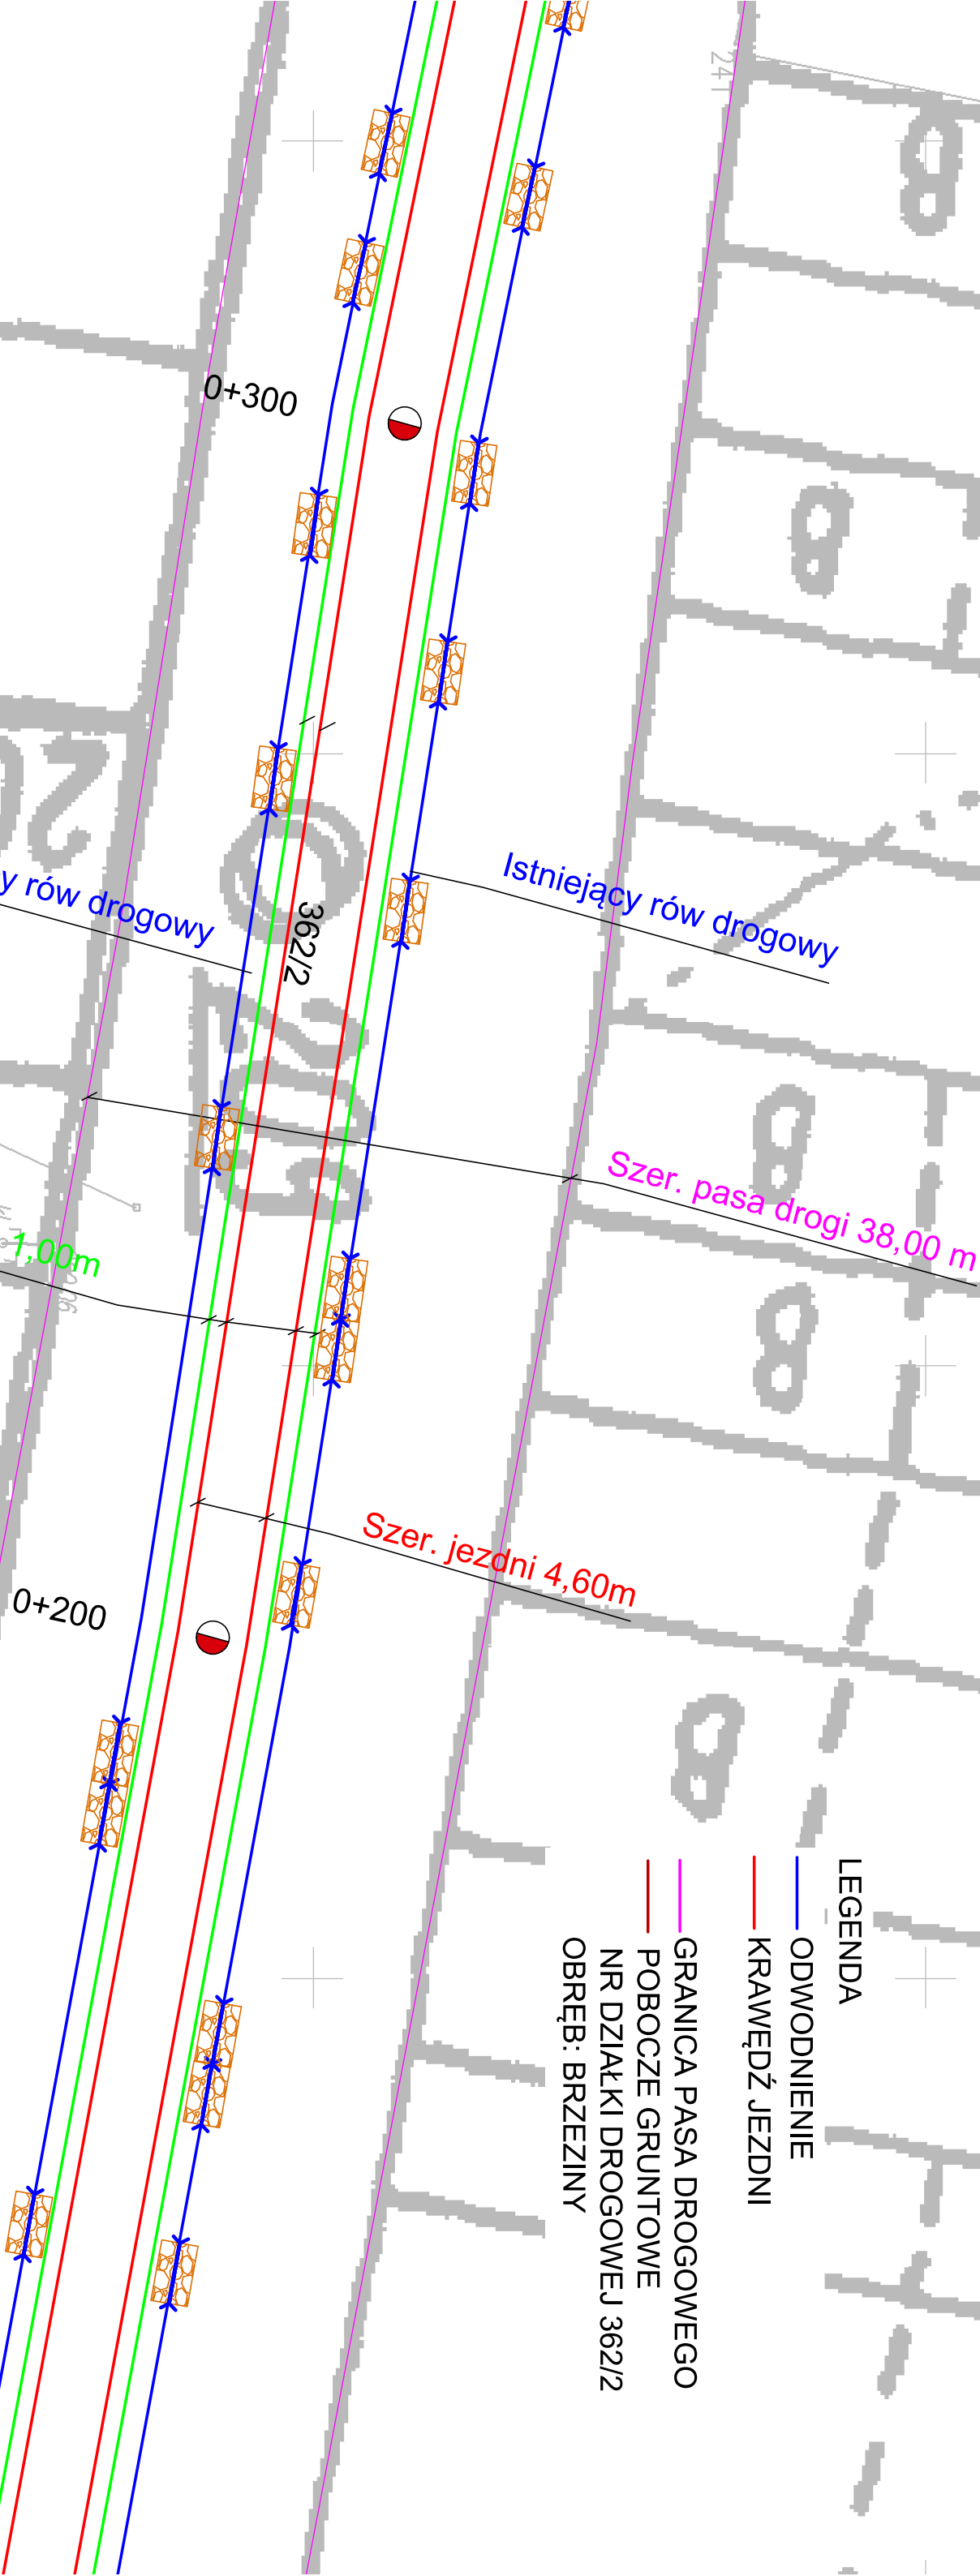 0+300
y rów drogowy
Istniejący rów drogowy
362/2
Szer. pasa drogi 38,00 m
1,00m
Szer. jezdni 4,60m
0+200
LEGENDA
ODWODNIENIE
KRAWĘDŹ JEZDNI
GRANICA PASA DROGOWEGO
POBOCZE GRUNTOWE
NR DZIAŁKI DROGOWEJ 362/2
OBRĘB: BRZEZINY